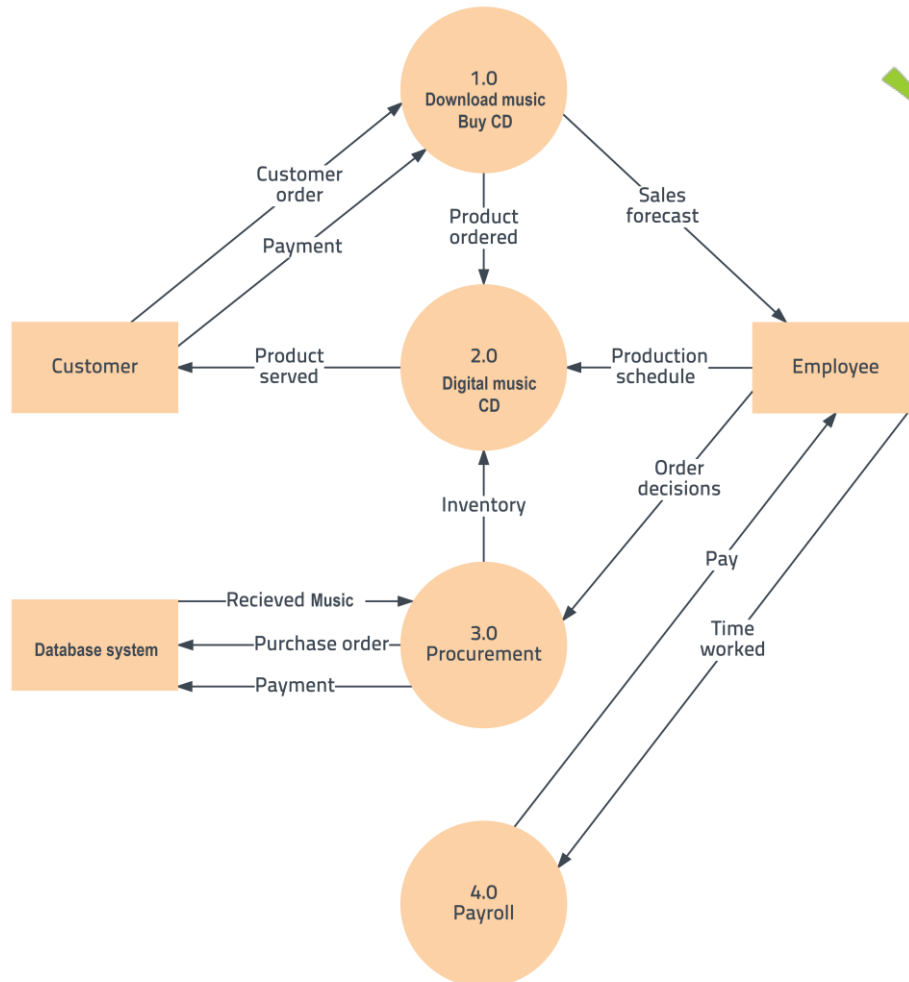 1.0
Download music
Buy CD
Customer
order
Payment
Product
ordered
Sales
forecast
Customer
Product
served
2.0
Digital music
CD
Production
schedule
Employee
Order
decisions
Inventory
Pay
Database system
Recieved Music
Purchase order
Payment
3.0
Procurement
Time
worked
4.0
Payroll